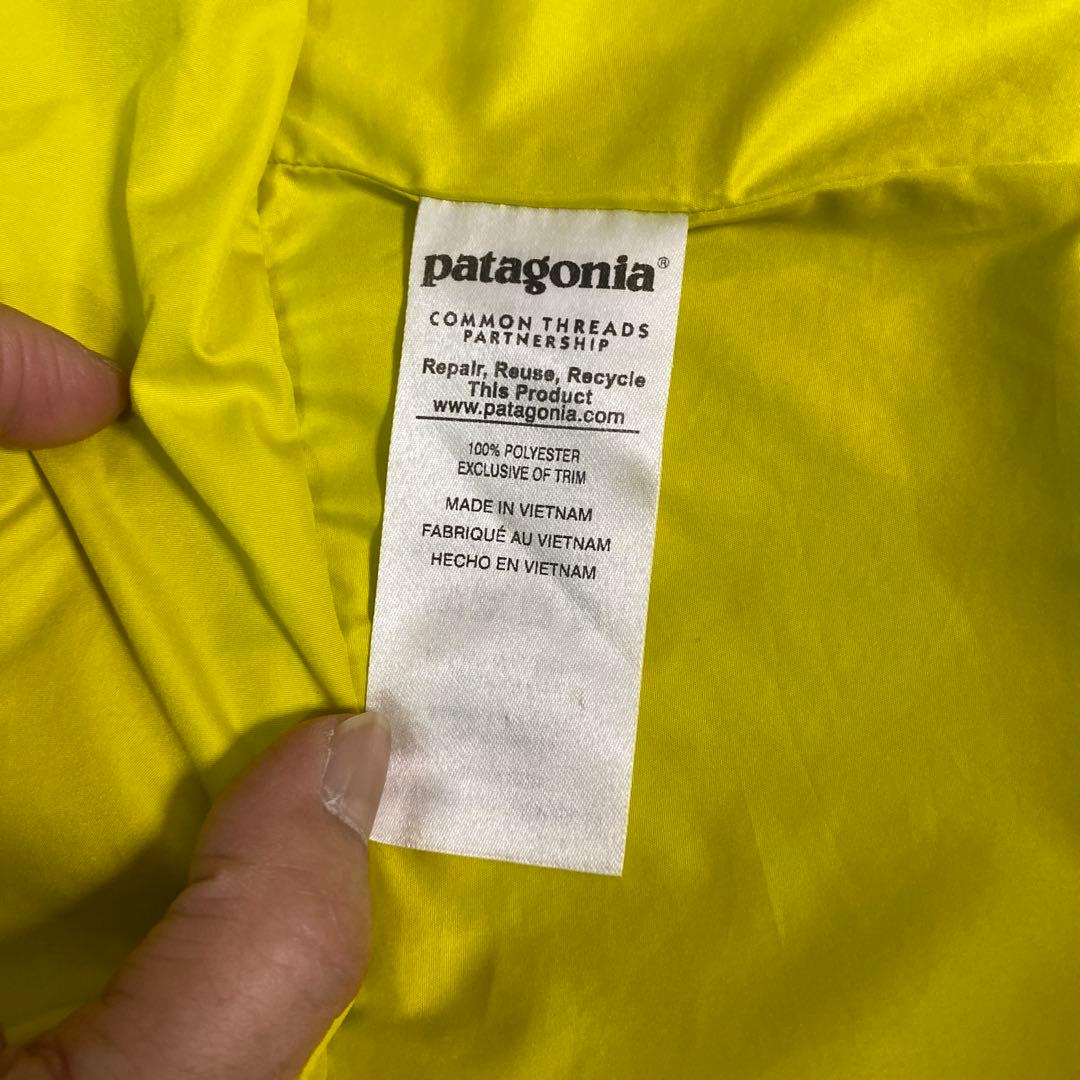 patagonia®
COMMON THREADS
PARTNERSHIP
Repair, Reuse, Recycle
This Product
www.patagonia.com
100% POLYESTER
EXCLUSIVE OF TRIM
MADE IN VIETNAM
FABRIQUÉ AU VIETNAM
HECHO EN VIETNAM